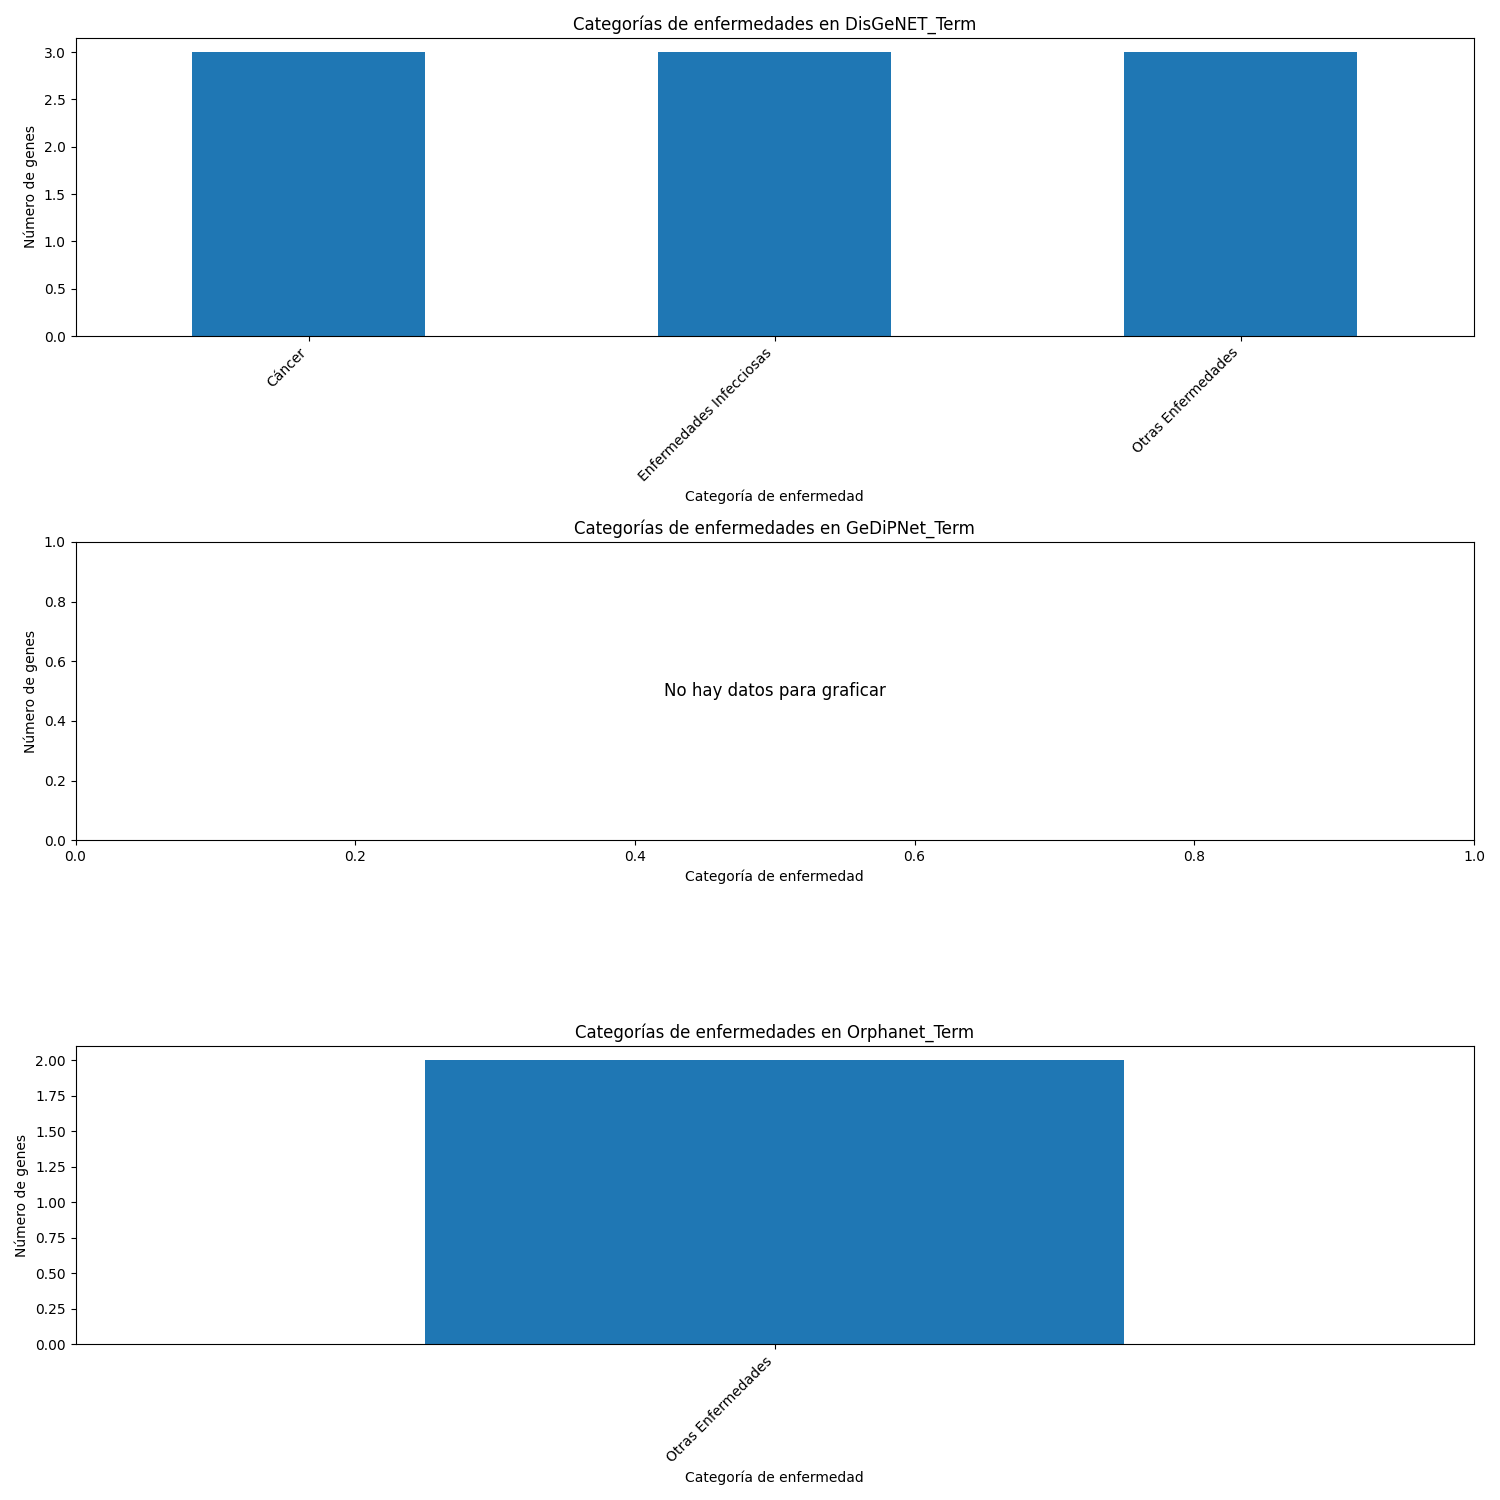 Categorías de enfermedades en DisGeNET_Term
3.0
2.5
2.0
1.5
1.0
0.5
0.0
Número de genes
Cáncer
Enfermedades Infecciosas
Otras Enfermedades
Categoría de enfermedad
Categorías de enfermedades en GeDiPNet_Term
1.0
0.8
0.6
0.4
0.2
0.0
Número de genes
No hay datos para graficar
0.0 0.2 0.4 0.6 0.8 1.0
Categoría de enfermedad
Categorías de enfermedades en Orphanet_Term
2.00
1.75
1.50
1.25
1.00
0.75
0.50
0.25
0.00
Número de genes
Otras Enfermedades
Categoría de enfermedad